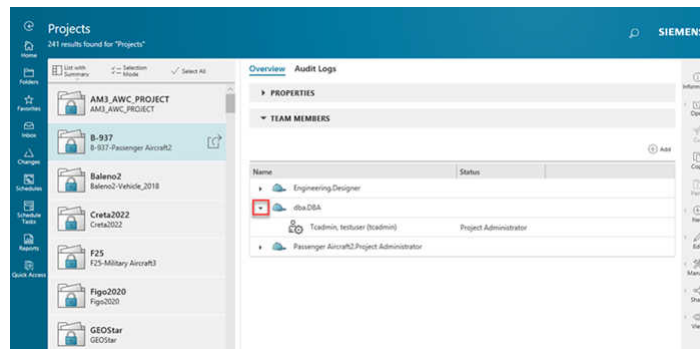 Projects
241 results found for "Projects"
SIEMENS
Home
Folders
Favorites
Inbox
Changes
Schedules
Schedule
Tasks
Reports
Quick Access
List with
Summary
Selection
Mode
Select All
AM3_AWC_PROJECT
AM3_AWC_PROJECT
B-937
B-937-Passenger Aircraft2
Baleno2
Baleno2-Vehicle_2018
Creta2022
Creta2022
F25
F25-Military Aircraft3
Figo2020
Figo2020
GEOStar
GEOStar
Overview Audit Logs
PROPERTIES
TEAM MEMBERS
Add
Name Status
Engineering.Designer
dba.DBA
Tcadmin, testuser (tcadmin) Project Administrator
Passenger Aircraft2.Project Administrator